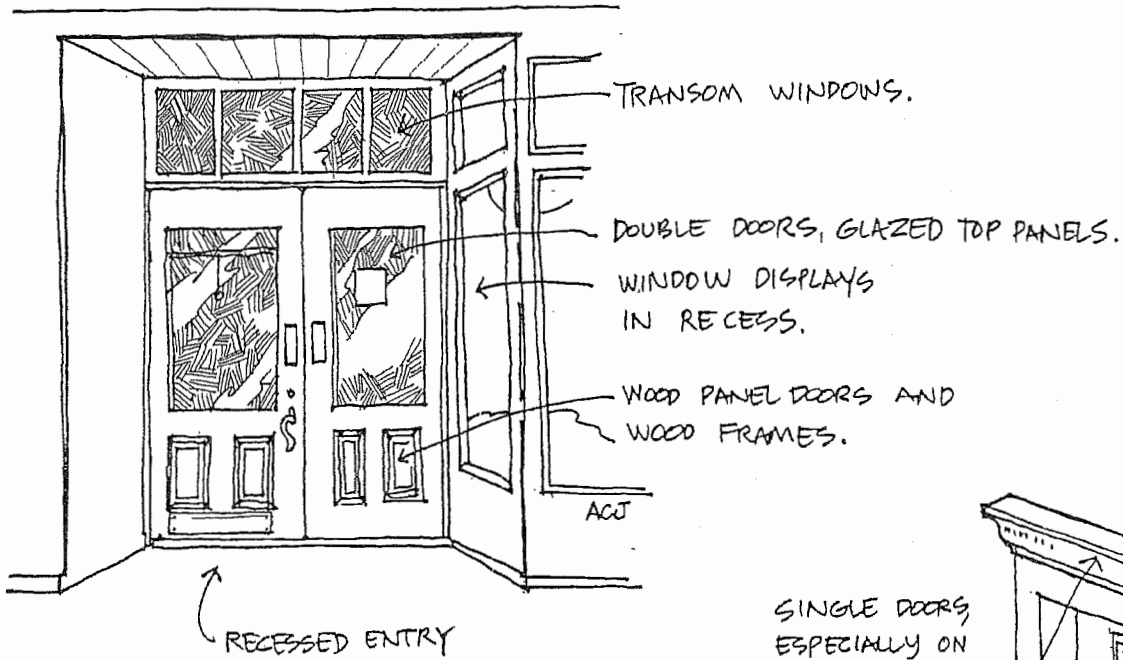 TRANSOM WINDOWS.
DOUBLE DOORS, GLAZED TOP PANELS.
WINDOW DISPLAYS
IN RECESS.
WOOD PANEL DOORS AND
WOOD FRAMES.
ACJ
RECESSED ENTRY
SINGLE DOORS,
ESPECIALLY ON